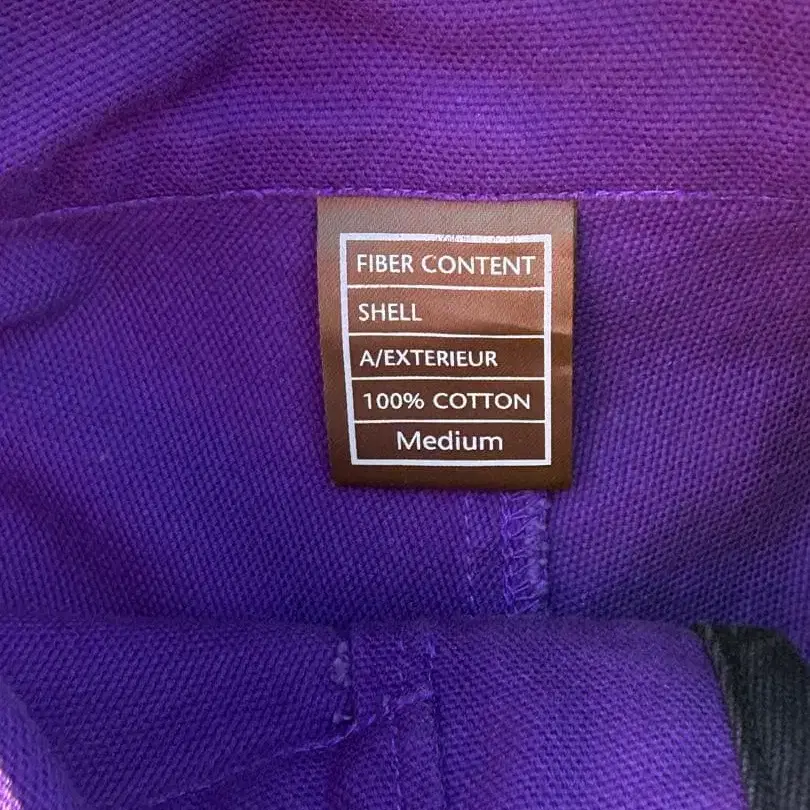 FIBER CONTENT
SHELL
A/EXTERIEUR
100% COTTON
Medium